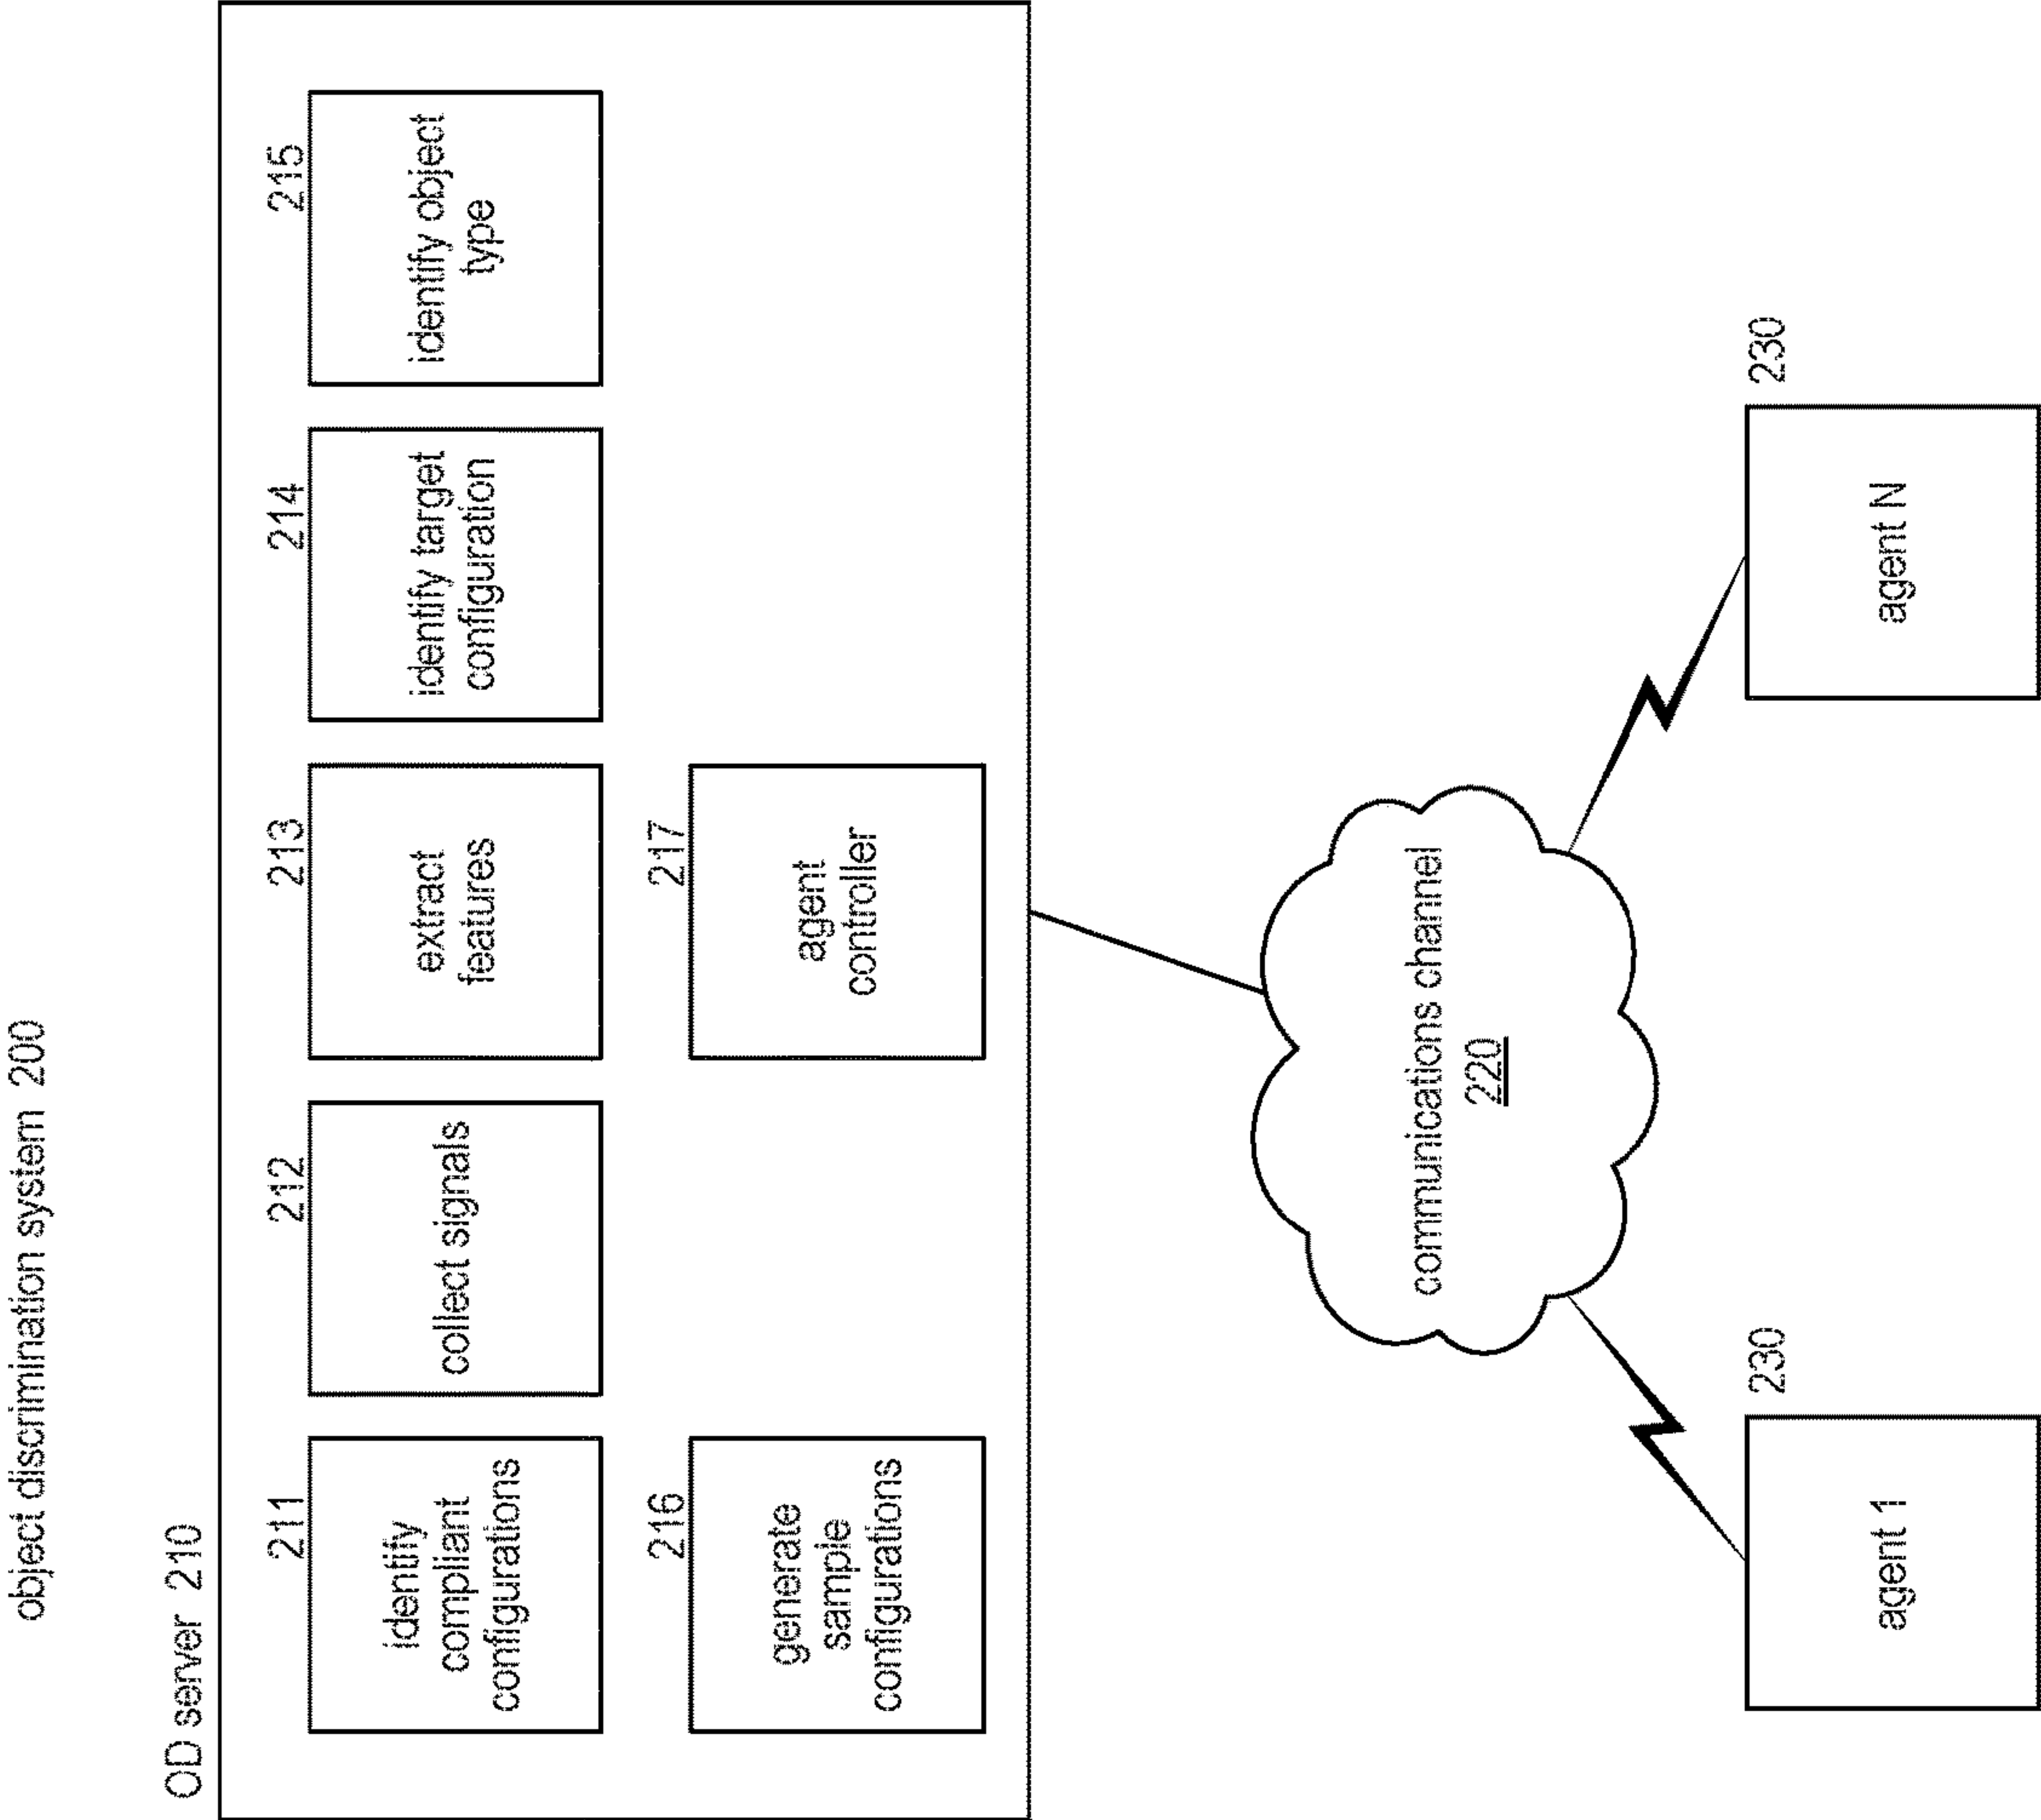 object discrimination system 200
OD server 210
211
identify
compliant
configurations
212
collect signals
213
extract
features
214
identify target
configuration
215
identify object
type
216
generate
sample
configurations
217
agent
controller
communications channel
220
230
agent 1
230
agent N